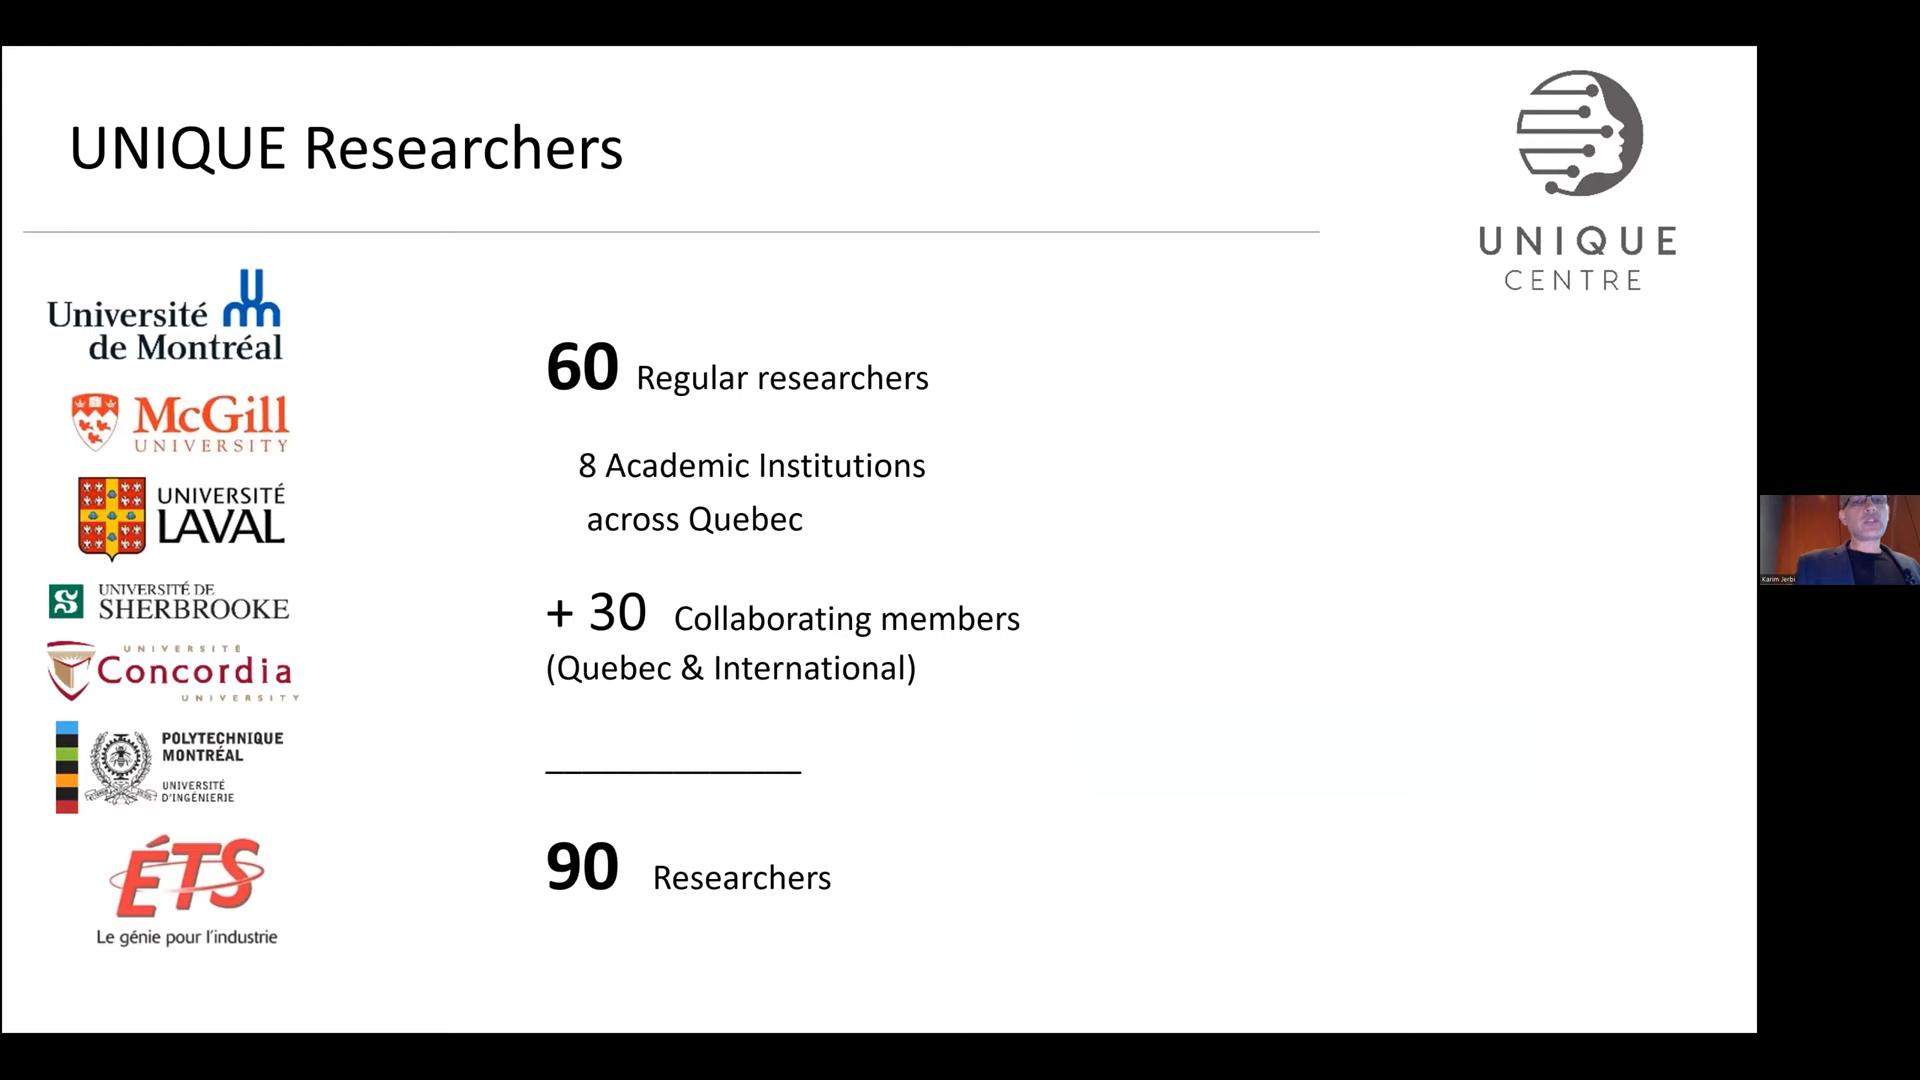 UNIQUE Researchers
UNIQUE
CENTRE
Université
de Montréal
McGill
UNIVERSITY
UNIVERSITÉ
LAVAL
UNIVERSITÉ DE
SHERBROOKE
UNIVERSITÉ
Concordia
UNIVERSITY
POLYTECHNIQUE
MONTRÉAL
UNIVERSITÉ
D'INGÉNIERIE
ÉTS
Le génie pour l'industrie
60 Regular researchers
8 Academic Institutions
across Quebec
+ 30 Collaborating members
(Quebec & International)
90 Researchers
Karim Jerbi